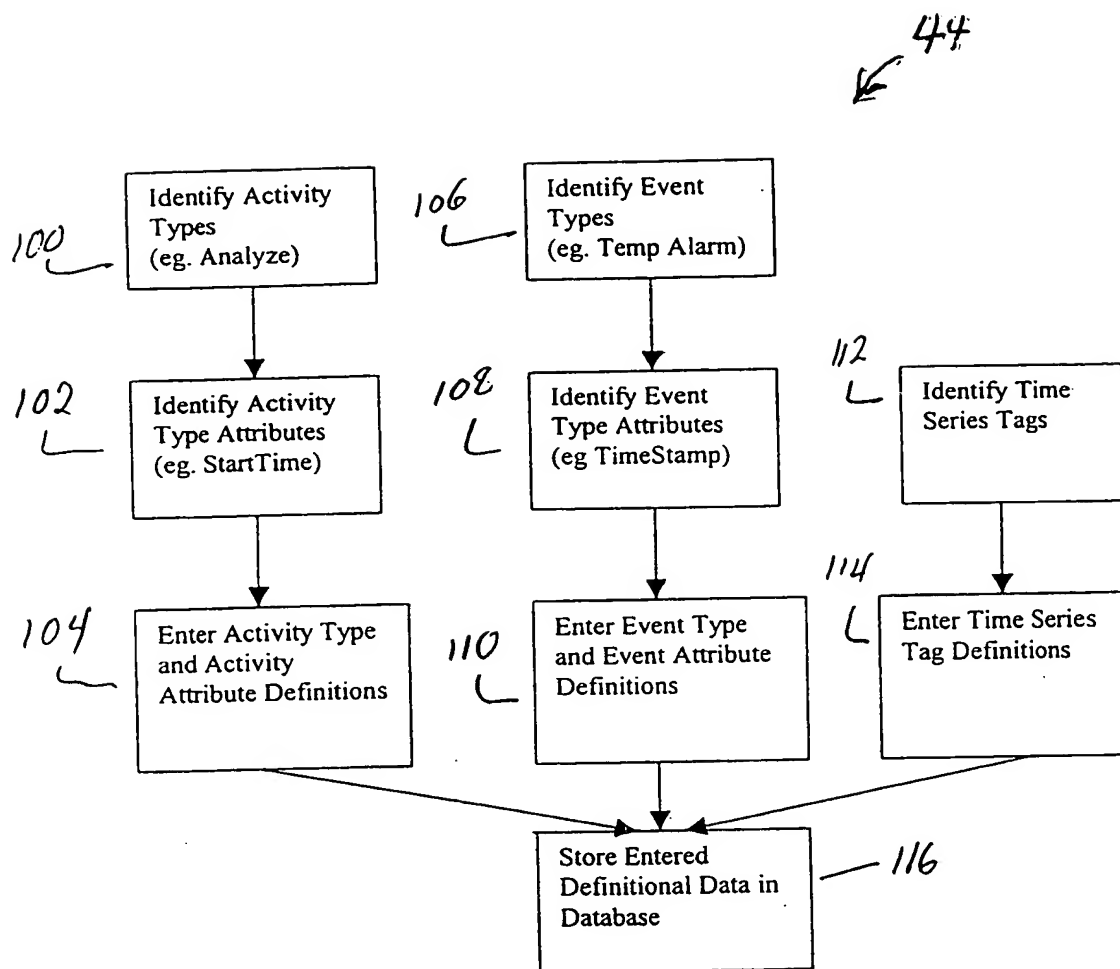 44
100
Identify Activity
Types
(eg. Analyze)
106
Identify Event
Types
(eg. Temp Alarm)
102
Identify Activity
Type Attributes
(eg. StartTime)
108
Identify Event
Type Attributes
(eg TimeStamp)
112
Identify Time
Series Tags
104
Enter Activity Type
and Activity
Attribute Definitions
110
Enter Event Type
and Event Attribute
Definitions
114
Enter Time Series
Tag Definitions
Store Entered
Definitional Data in
Database
116